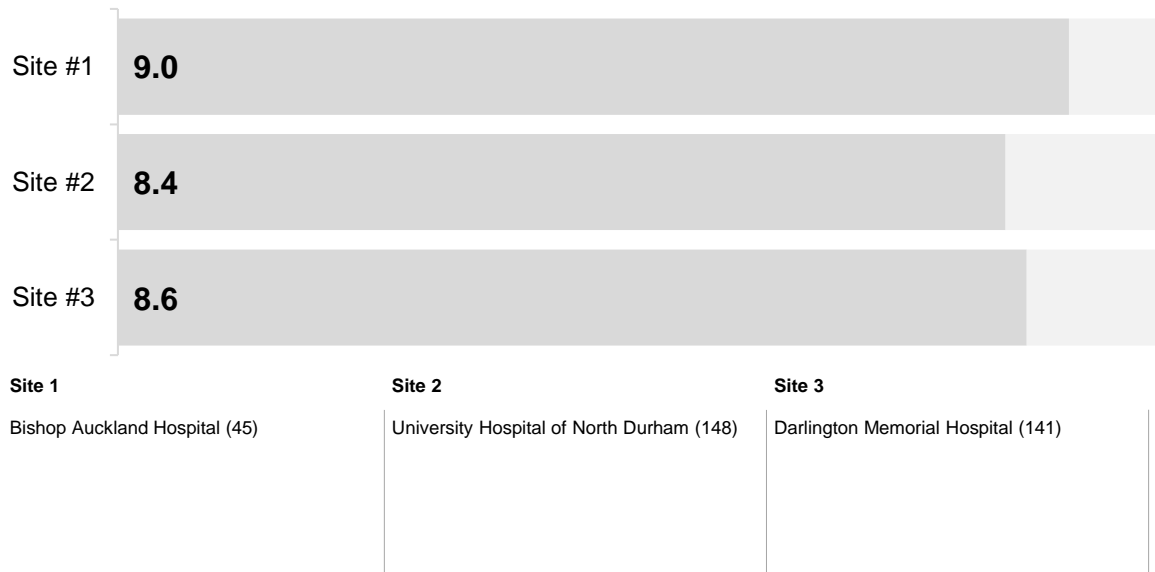 Site #1 9.0
Site #2 8.4
Site #3 8.6
Site 1 Site 2 Site 3
Bishop Auckland Hospital (45) University Hospital of North Durham (148) Darlington Memorial Hospital (141)